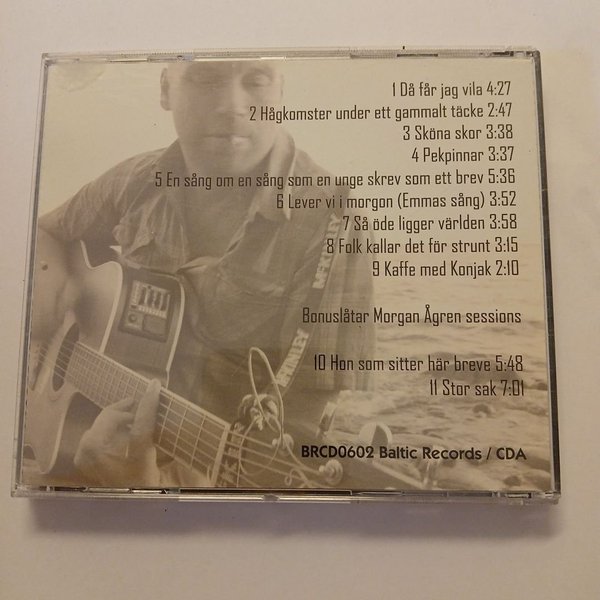 1 Då får jag vila 4:27
2 Hågkomster under ett gammalt täcke 2:47
3 Sköna skor 3:38
4 Pekpinnar 3:37
5 En sång om en sång som en unge skrev som ett brev 5:36
6 Lever vi i morgon (Emmas sång) 3:52
7 Så öde ligger världen 3:58
8 Folk kallar det för strunt 3:15
9 Kaffe med Konjak 2:10
Bonuslåtar Morgan Ågren sessions
10 Hon som sitter här breve 5:48
11 Stor sak 7:01
BRCD0602 Baltic Records / CDA